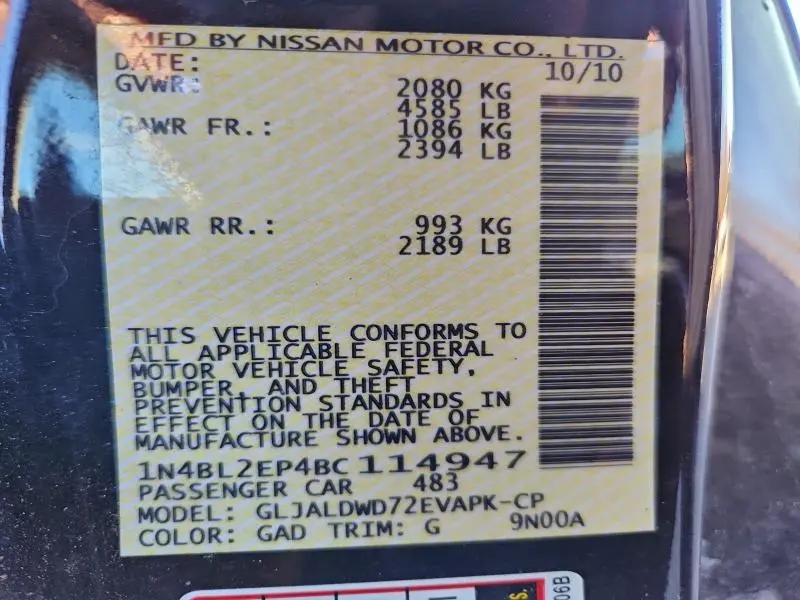 MFD BY NISSAN MOTOR CO., LTD.
DATE: 10/10
GVWR: 2080 KG
4585 LB
GAWR FR.: 1086 KG
2394 LB
GAWR RR.: 993 KG
2189 LB
THIS VEHICLE CONFORMS TO
ALL APPLICABLE FEDERAL
MOTOR VEHICLE SAFETY,
BUMPER, AND THEFT
PREVENTION STANDARDS IN
EFFECT ON THE DATE OF
MANUFACTURE SHOWN ABOVE.
1N4BL2EP4BC114947
PASSENGER CAR 483
MODEL: GLJALDWD72EVAPK-CP
COLOR: GAD TRIM: G 9N00A
06B